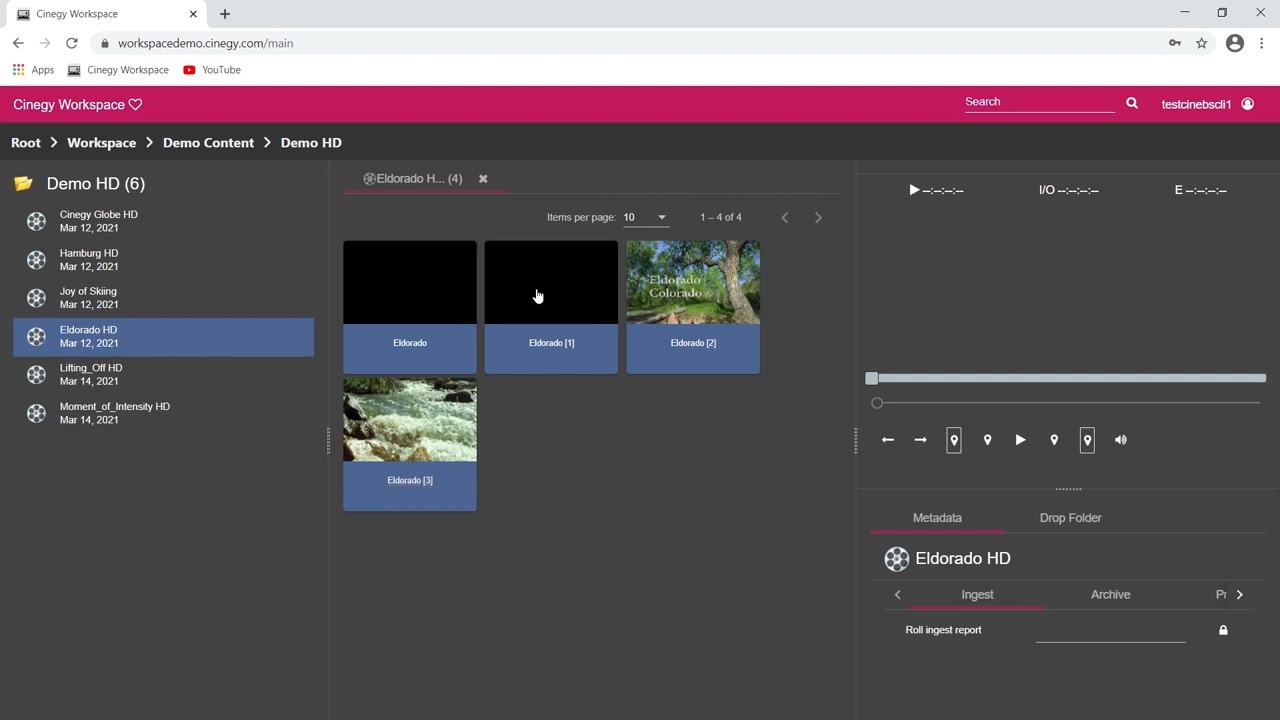 Cinegy Workspace
workspacedemo.cinegy.com/main
Apps
Cinegy Workspace
YouTube
Cinegy Workspace
Search
testcinebscli1
Root > Workspace > Demo Content > Demo HD
Demo HD (6)
Cinegy Globe HD
Mar 12, 2021
Hamburg HD
Mar 12, 2021
Joy of Skiing
Mar 12, 2021
Eldorado HD
Mar 12, 2021
Lifting_Off HD
Mar 14, 2021
Moment_of_Intensity HD
Mar 14, 2021
Eldorado H... (4)
Items per page: 10
1 – 4 of 4
Eldorado
Colorado
Eldorado
Eldorado [1]
Eldorado [2]
Eldorado [3]
--:--:--:--
I/O --:--:--:--
E --:--:--:--
Metadata
Drop Folder
Eldorado HD
Ingest
Archive
Pr
Roll ingest report